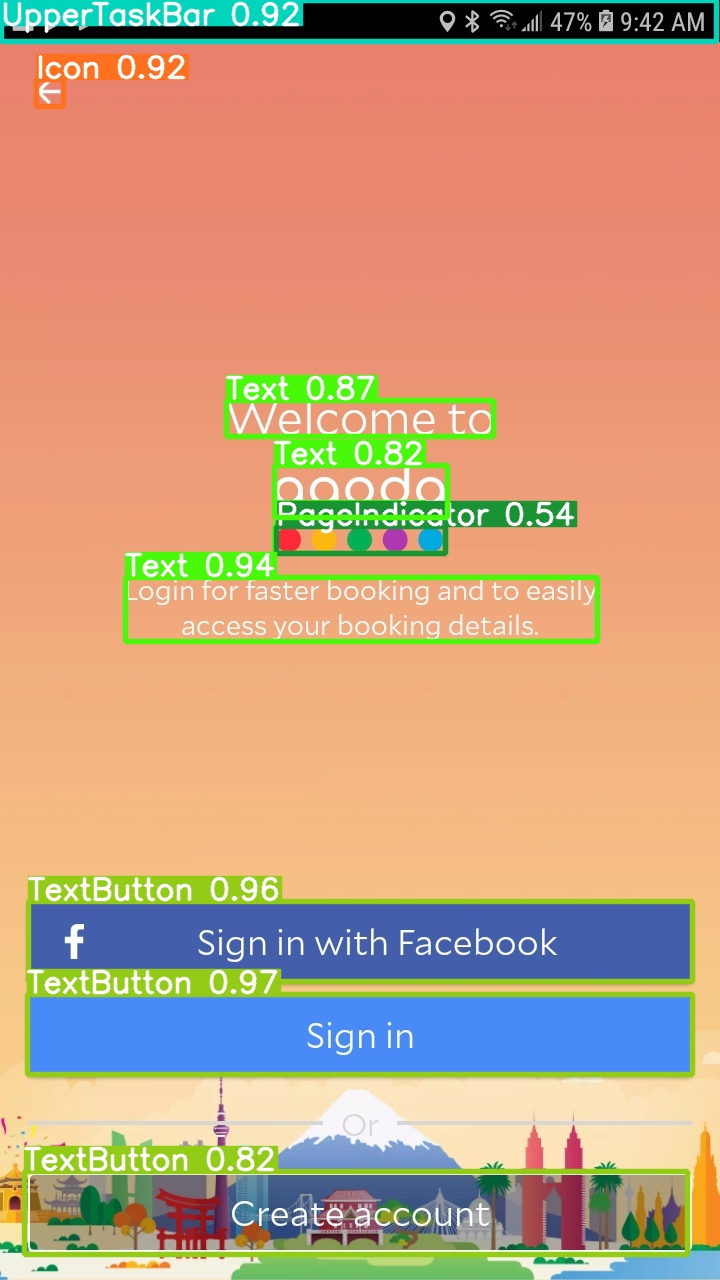 UpperTaskBar 0.92
47% 9:42 AM
Icon 0.92
Text 0.87
Welcome to
Text 0.82
agoda
PageIndicator 0.54
Text 0.94
Login for faster booking and to easily
access your booking details.
TextButton 0.96
f Sign in with Facebook
TextButton 0.97
Sign in
Or
TextButton 0.82
Create account